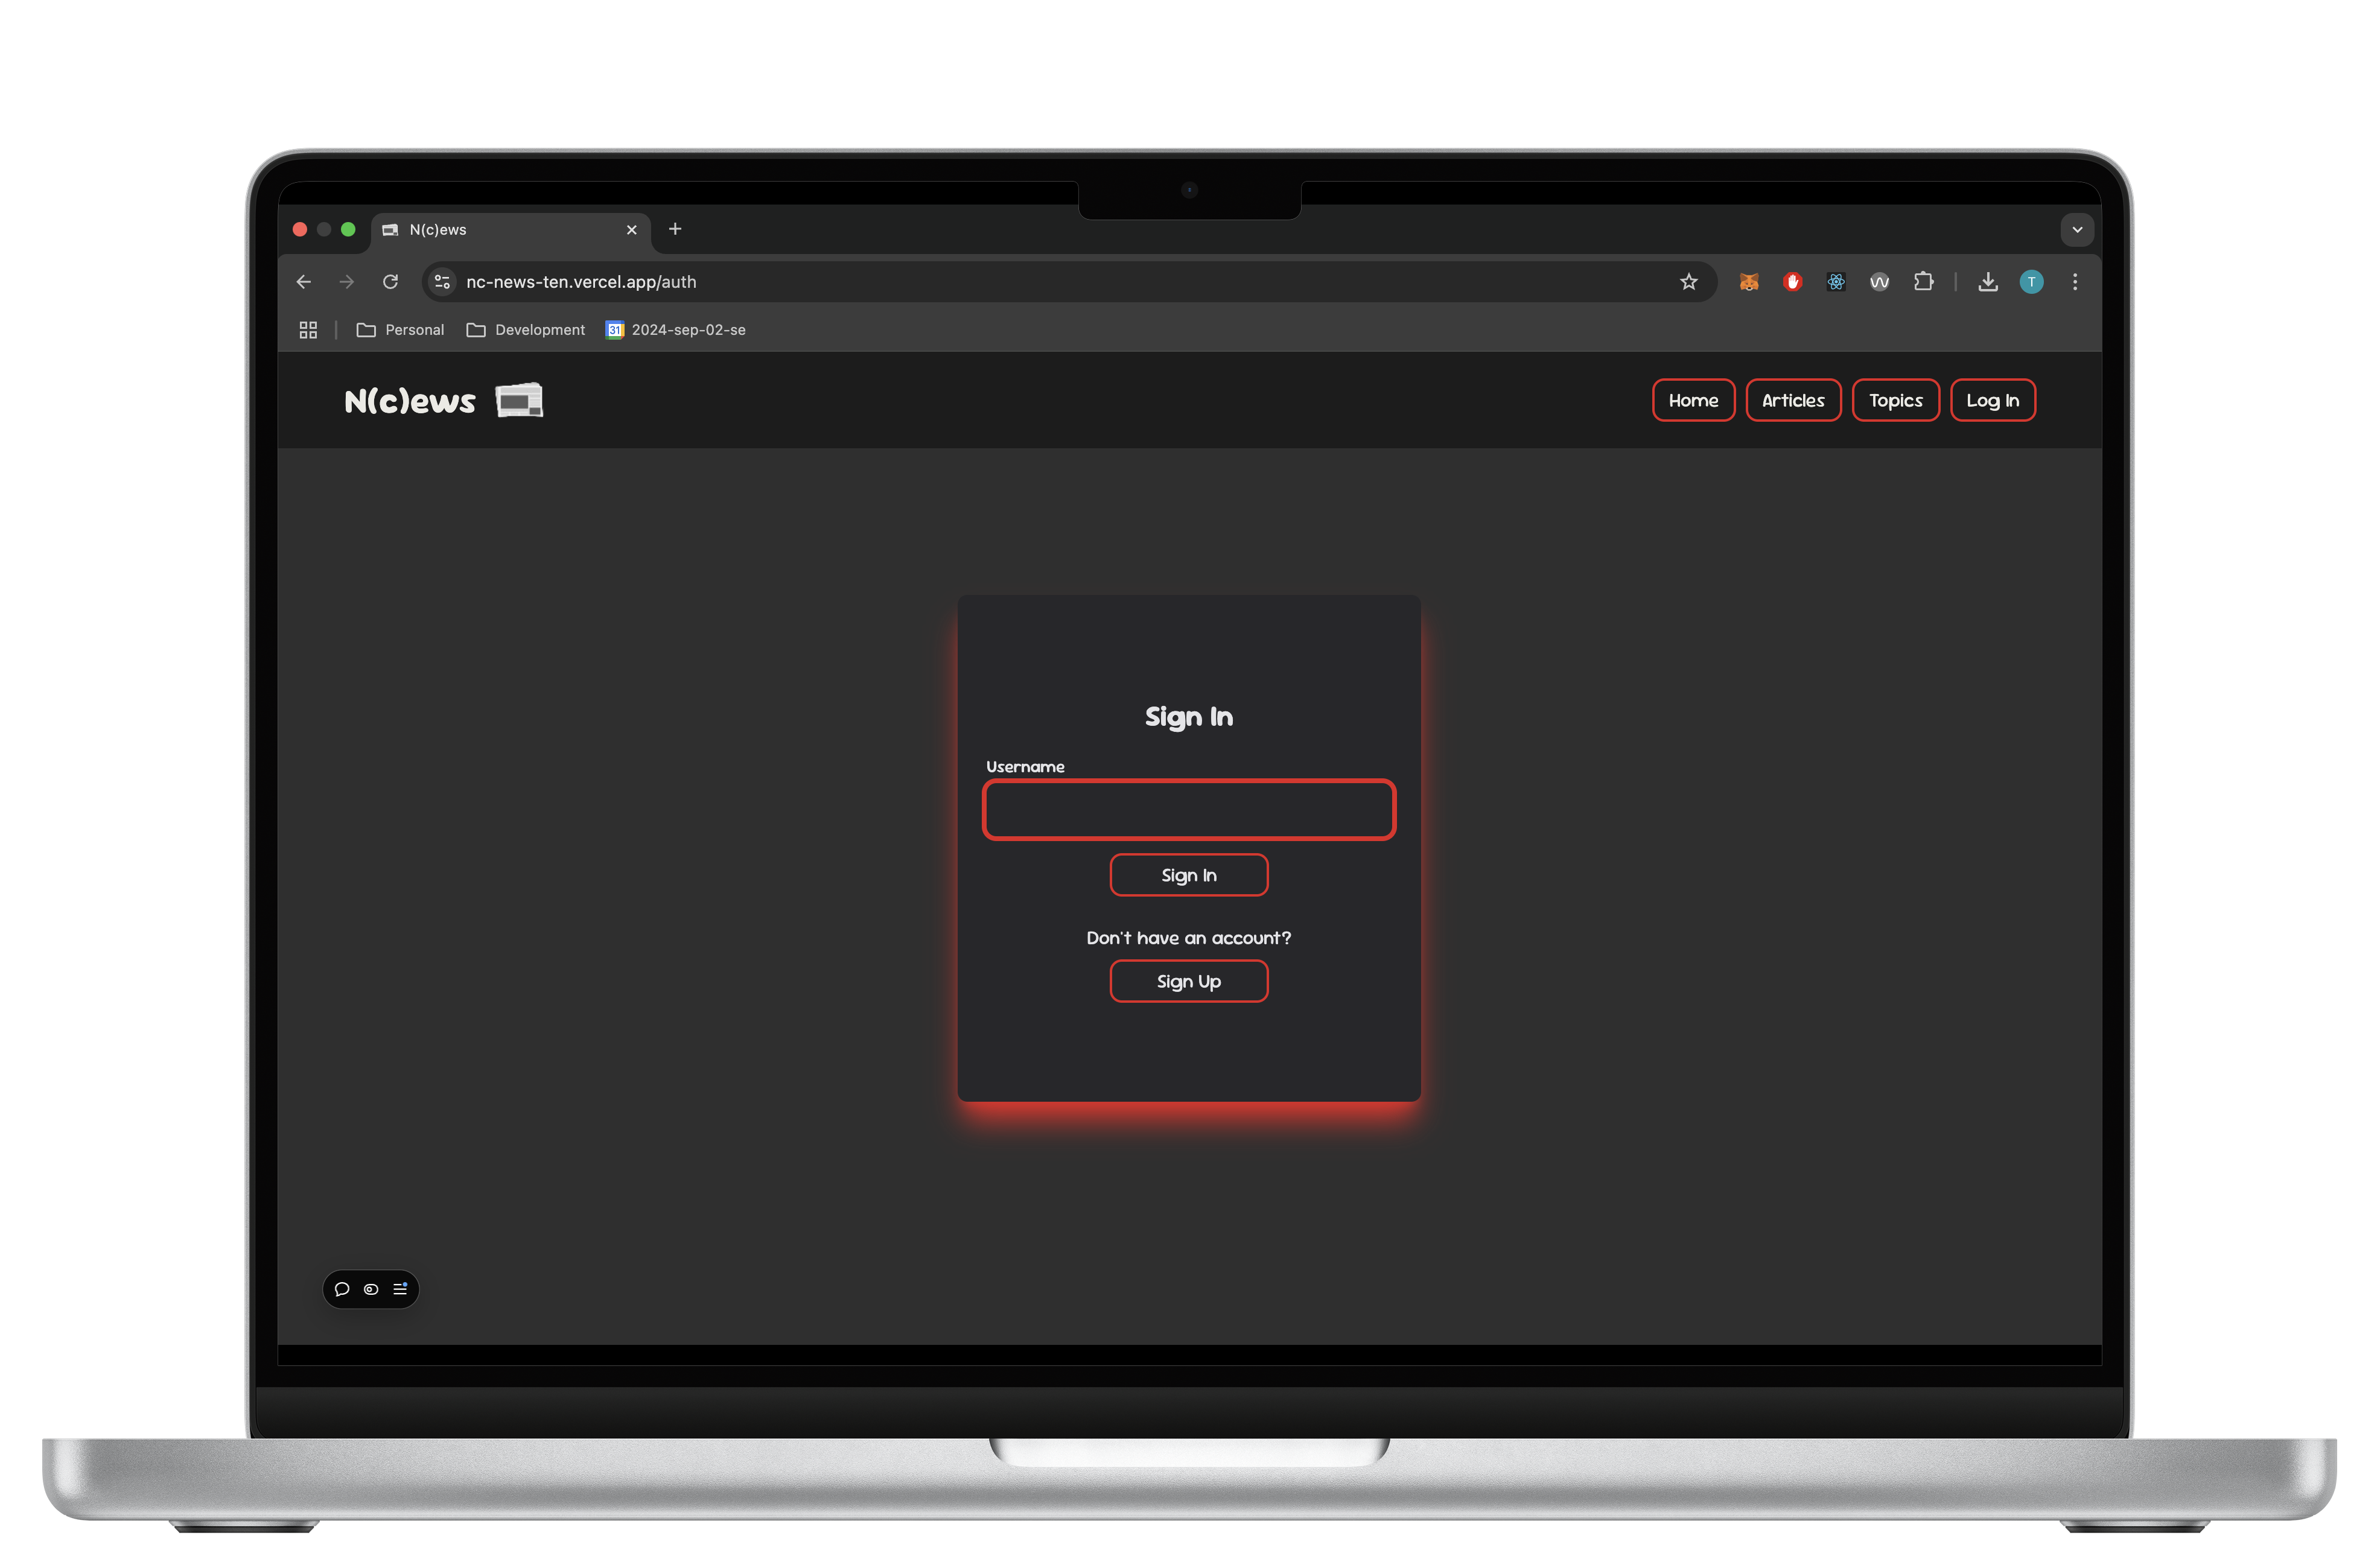 N(c)ews
nc-news-ten.vercel.app/auth
T
Personal Development 31 2024-sep-02-se
N(c)ews Home Articles Topics Log In
Sign In
Username
Sign In
Don't have an account?
Sign Up